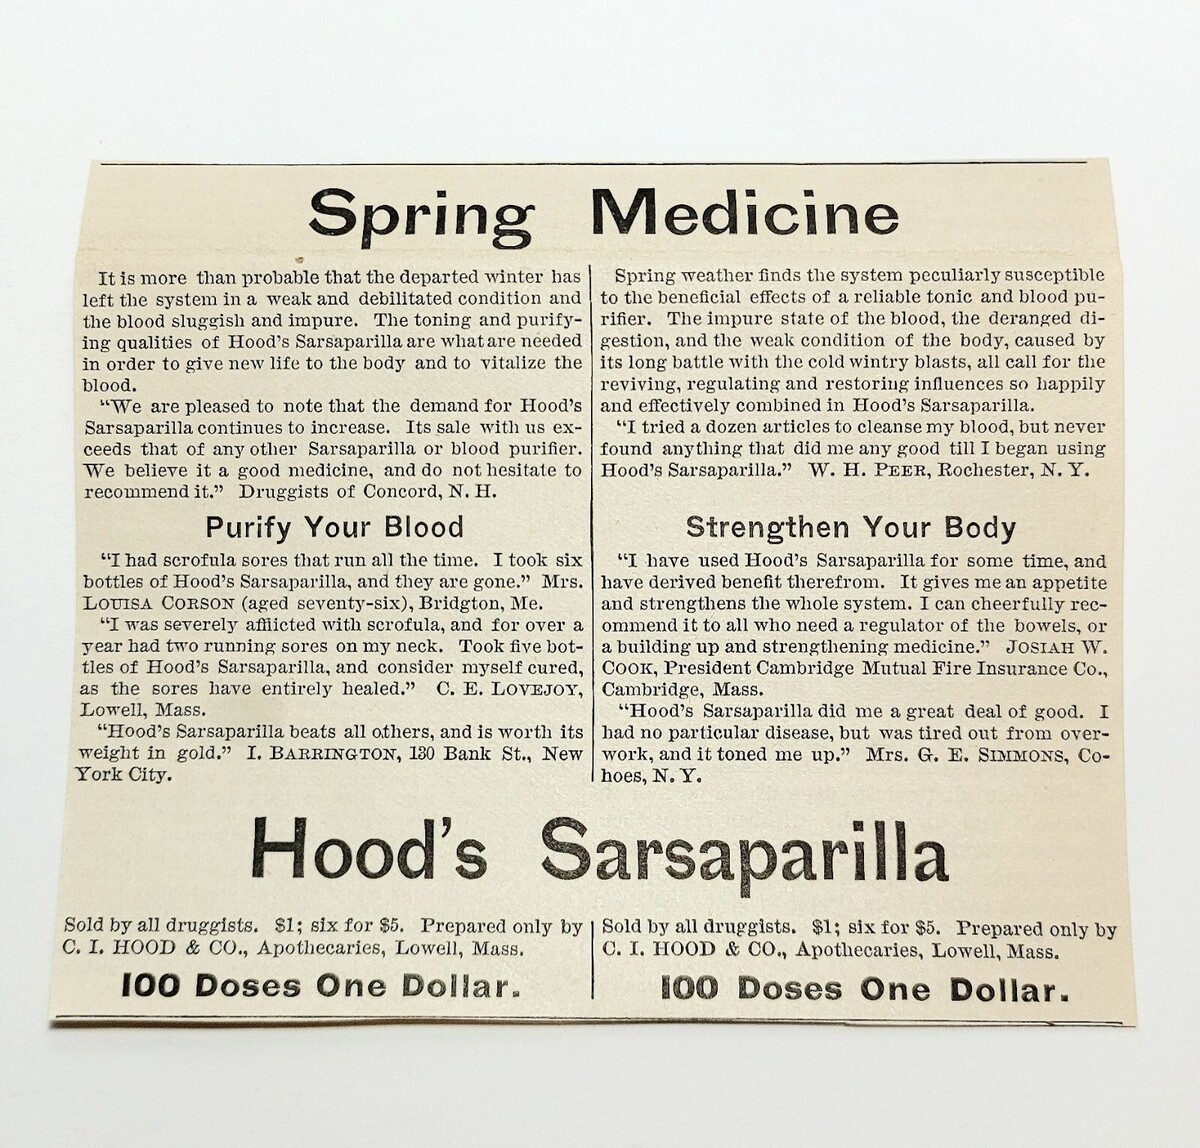 Spring Medicine
It is more than probable that the departed winter has
left the system in a weak and debilitated condition and
the blood sluggish and impure. The toning and purify-
ing qualities of Hood's Sarsaparilla are what are needed
in order to give new life to the body and to vitalize the
blood.
“We are pleased to note that the demand for Hood's
Sarsaparilla continues to increase. Its sale with us ex-
ceeds that of any other Sarsaparilla or blood purifier.
We believe it a good medicine, and do not hesitate to
recommend it.” Druggists of Concord, N. H.
Purify Your Blood
“I had scrofula sores that run all the time. I took six
bottles of Hood's Sarsaparilla, and they are gone.” Mrs.
LOUISA CORSON (aged seventy-six), Bridgton, Me.
“I was severely afflicted with scrofula, and for over a
year had two running sores on my neck. Took five bot-
tles of Hood's Sarsaparilla, and consider myself cured,
as the sores have entirely healed.” C. E. LOVEJOY,
Lowell, Mass.
“Hood's Sarsaparilla beats all others, and is worth its
weight in gold.” I. BARRINGTON, 130 Bank St., New
York City.
Spring weather finds the system peculiarly susceptible
to the beneficial effects of a reliable tonic and blood pu-
rifier. The impure state of the blood, the deranged di-
gestion, and the weak condition of the body, caused by
its long battle with the cold wintry blasts, all call for the
reviving, regulating and restoring influences so happily
and effectively combined in Hood's Sarsaparilla.
“I tried a dozen articles to cleanse my blood, but never
found anything that did me any good till I began using
Hood's Sarsaparilla.” W. H. PEER, Rochester, N. Y.
Strengthen Your Body
“I have used Hood's Sarsaparilla for some time, and
have derived benefit therefrom. It gives me an appetite
and strengthens the whole system. I can cheerfully rec-
ommend it to all who need a regulator of the bowels, or
a building up and strengthening medicine.” JOSIAH W.
COOK, President Cambridge Mutual Fire Insurance Co.,
Cambridge, Mass.
“Hood's Sarsaparilla did me a great deal of good. I
had no particular disease, but was tired out from over-
work, and it toned me up.” Mrs. G. E. SIMMONS, Co-
hoes, N. Y.
Hood's Sarsaparilla
Sold by all druggists. $1; six for $5. Prepared only by
C. I. HOOD & CO., Apothecaries, Lowell, Mass.
100 Doses One Dollar.
Sold by all druggists. $1; six for $5. Prepared only by
C. I. HOOD & CO., Apothecaries, Lowell, Mass.
100 Doses One Dollar.